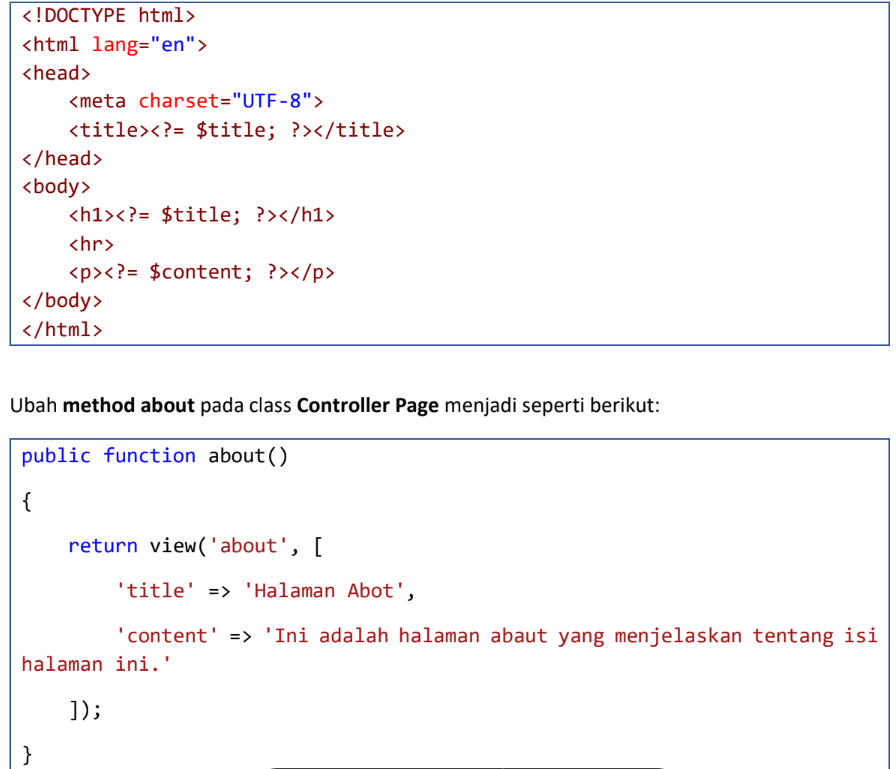 <!DOCTYPE html>
<html lang="en">
<head>
    <meta charset="UTF-8">
    <title><?= $title; ?></title>
</head>
<body>
    <h1><?= $title; ?></h1>
    <hr>
    <p><?= $content; ?></p>
</body>
</html>
Ubah method about pada class Controller Page menjadi seperti berikut:
public function about()
{
    return view('about', [
        'title' => 'Halaman Abot',
        'content' => 'Ini adalah halaman abaut yang menjelaskan tentang isi
halaman ini.'
    ]);
}